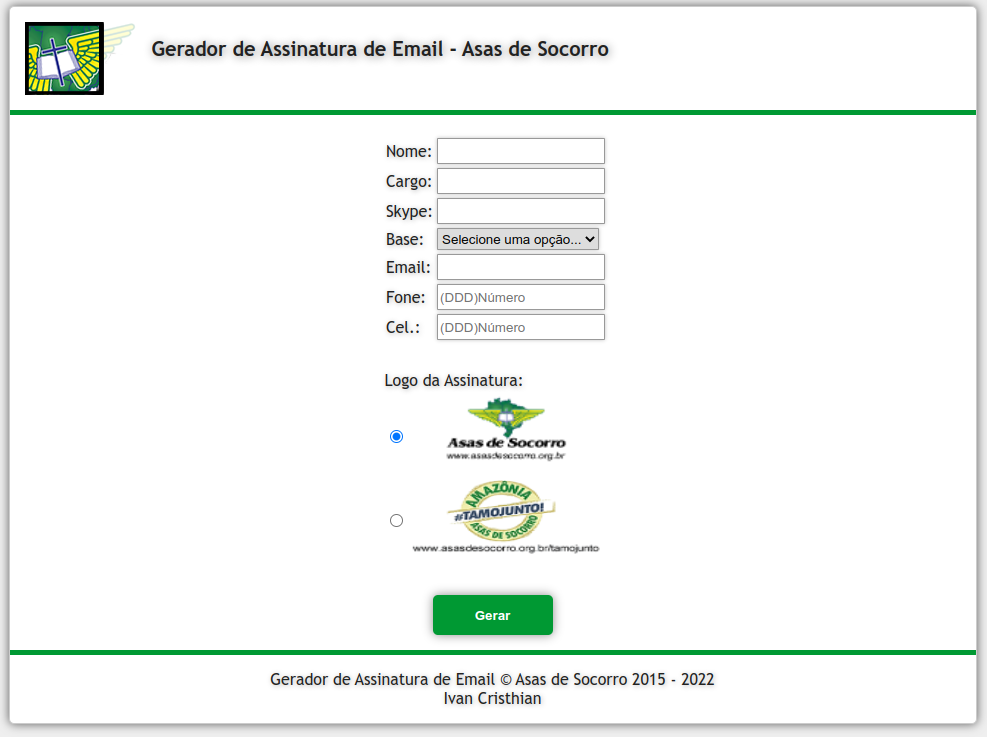 Gerador de Assinatura de Email - Asas de Socorro
Nome:
Cargo:
Skype:
Base: Selecione uma opção...
Email:
Fone: (DDD)Número
Cel.: (DDD)Número
Logo da Assinatura:
Asas de Socorro
www.asasdesocorro.org.br
AMAZÔNIA
#TAMOJUNTO!
ASAS DE SOCORRO
www.asasdesocorro.org.br/tamojunto
Gerar
Gerador de Assinatura de Email © Asas de Socorro 2015 - 2022
Ivan Cristhian